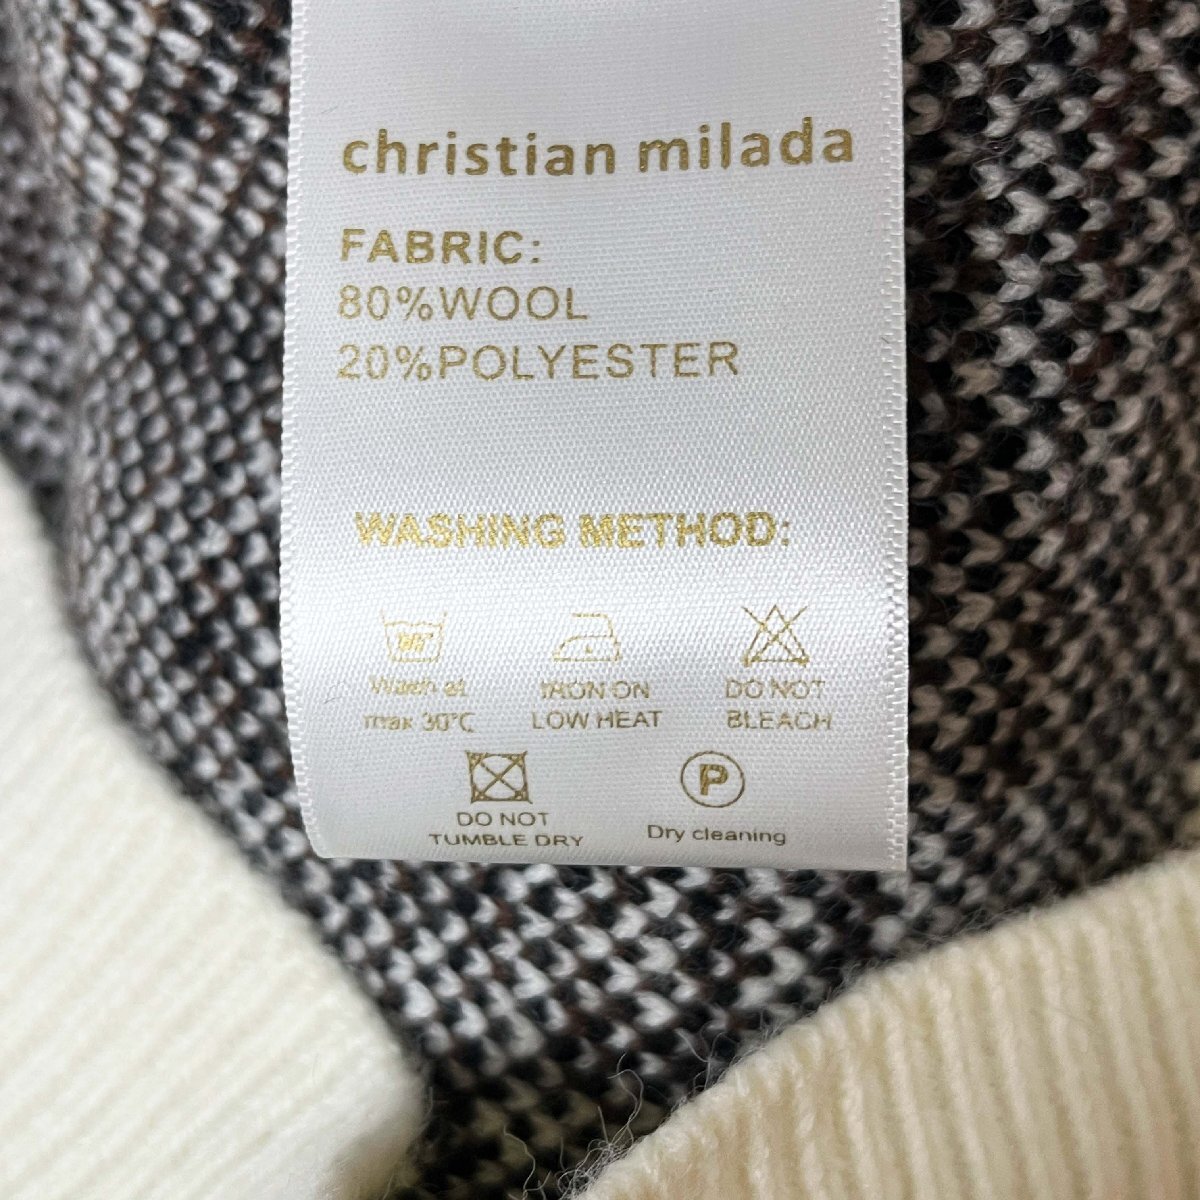 christian milada
FABRIC:
80%WOOL
20%POLYESTER
WASHING METHOD:
30°
Wash at
max 30°C
IRON ON
LOW HEAT
DO NOT
BLEACH
DO NOT
TUMBLE DRY
P
Dry cleaning